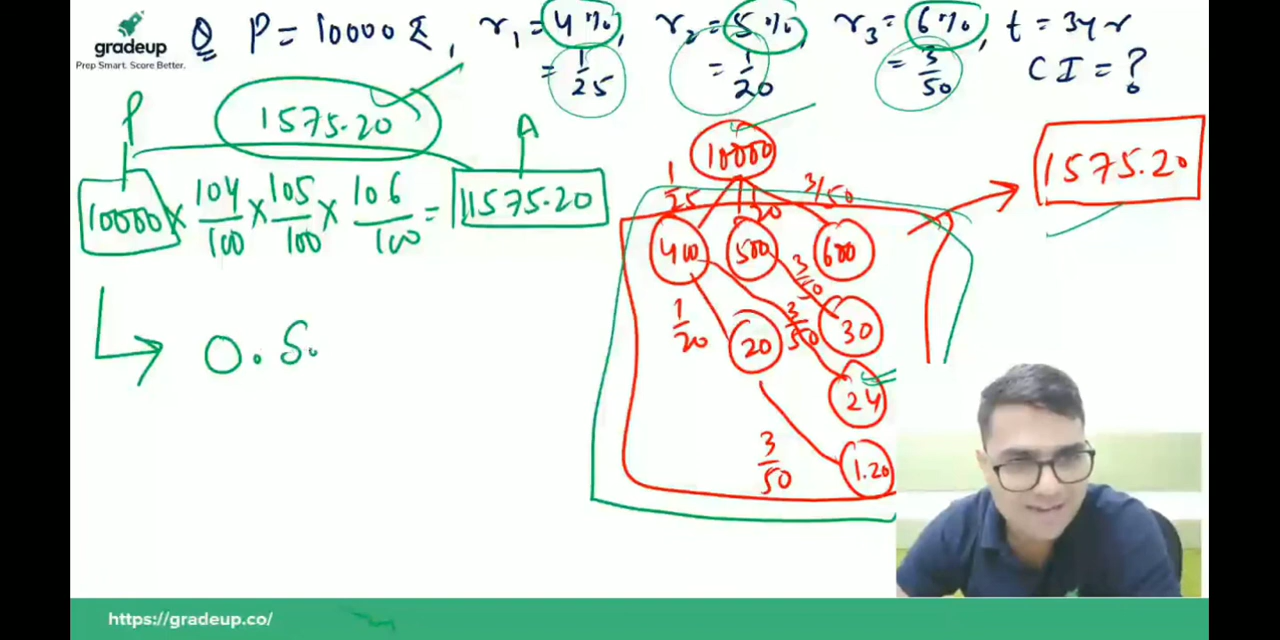 gradeup
Prep Smart. Score Better.
Q P = 10000 ₹, r₁ = 4%, r₂ = 5%, r₃ = 6%, t = 3yr
= 1/25 = 1/20 = 3/50 CI = ?
P 1575.20 A
10000 × 104/100 × 105/100 × 106/100 = 11575.20
O.S.
10000
1/25 1/20 3/50
400 500 600
3/50
1/20 20 3/50 30
24
3/50 1.20
1575.20
https://gradeup.co/